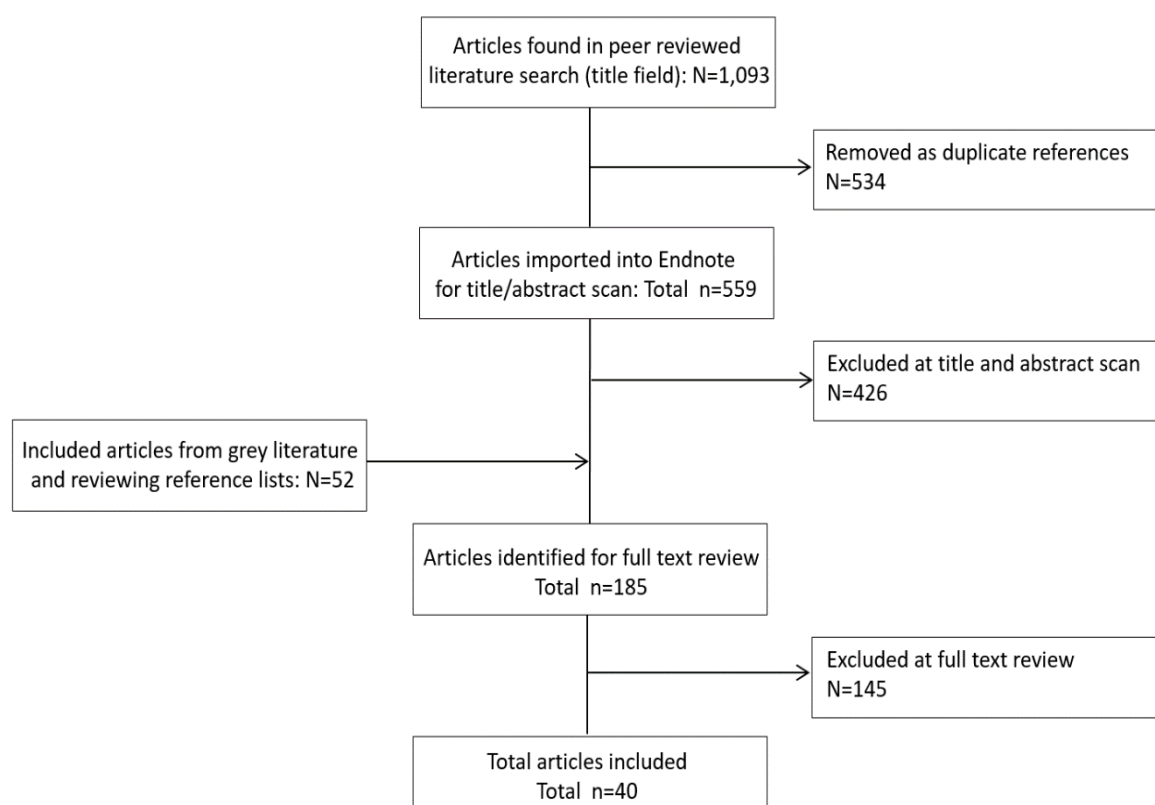 Articles found in peer reviewed
literature search (title field): N=1,093
Removed as duplicate references
N=534
Articles imported into Endnote
for title/abstract scan: Total  n=559
Excluded at title and abstract scan
N=426
Included articles from grey literature
and reviewing reference lists: N=52
Articles identified for full text review
Total  n=185
Excluded at full text review
N=145
Total articles included
Total  n=40